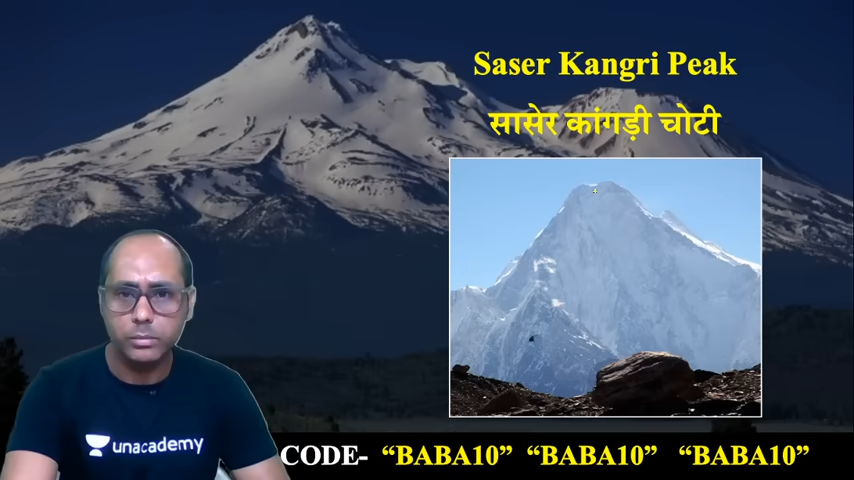 Saser Kangri Peak
सासेर कांगड़ी चोटी
unacademy
CODE- “BABA10” “BABA10” “BABA10”